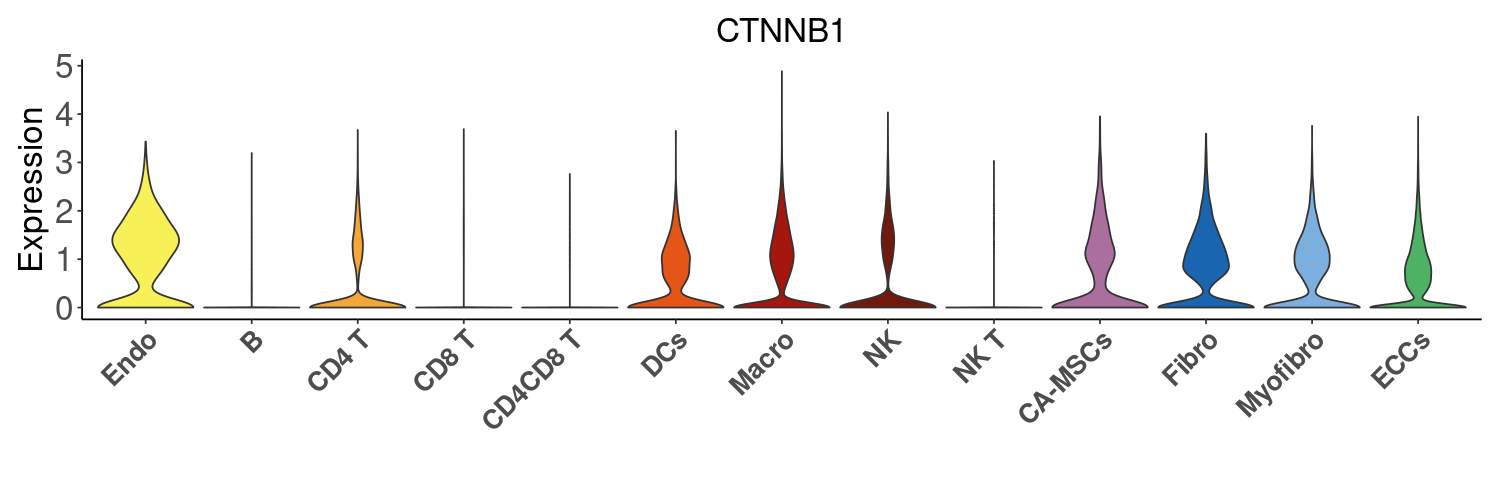 CTNNB1
Expression
5
4
3
2
1
0
Endo
B
CD4 T
CD8 T
CD4CD8 T
DCs
Macro
NK
NK T
CA-MSCs
Fibro
Myofibro
ECCs